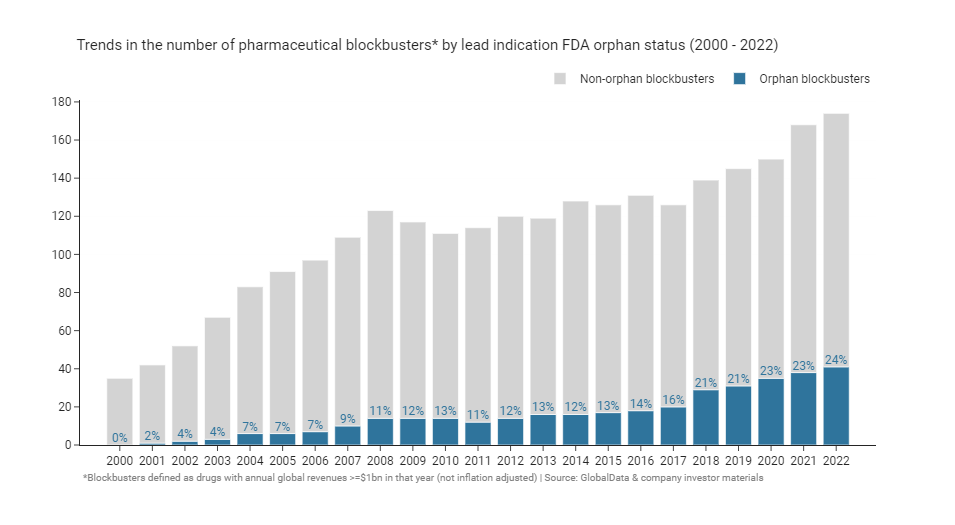 Trends in the number of pharmaceutical blockbusters* by lead indication FDA orphan status (2000 - 2022)
Non-orphan blockbusters Orphan blockbusters
180
160
140
120
100
80
60
40
20
0
0% 2% 4% 4% 7% 7% 7% 9% 11% 12% 13% 11% 12% 13% 12% 13% 14% 16% 21% 21% 23% 23% 24%
2000 2001 2002 2003 2004 2005 2006 2007 2008 2009 2010 2011 2012 2013 2014 2015 2016 2017 2018 2019 2020 2021 2022
*Blockbusters defined as drugs with annual global revenues >=$1bn in that year (not inflation adjusted) | Source: GlobalData & company investor materials